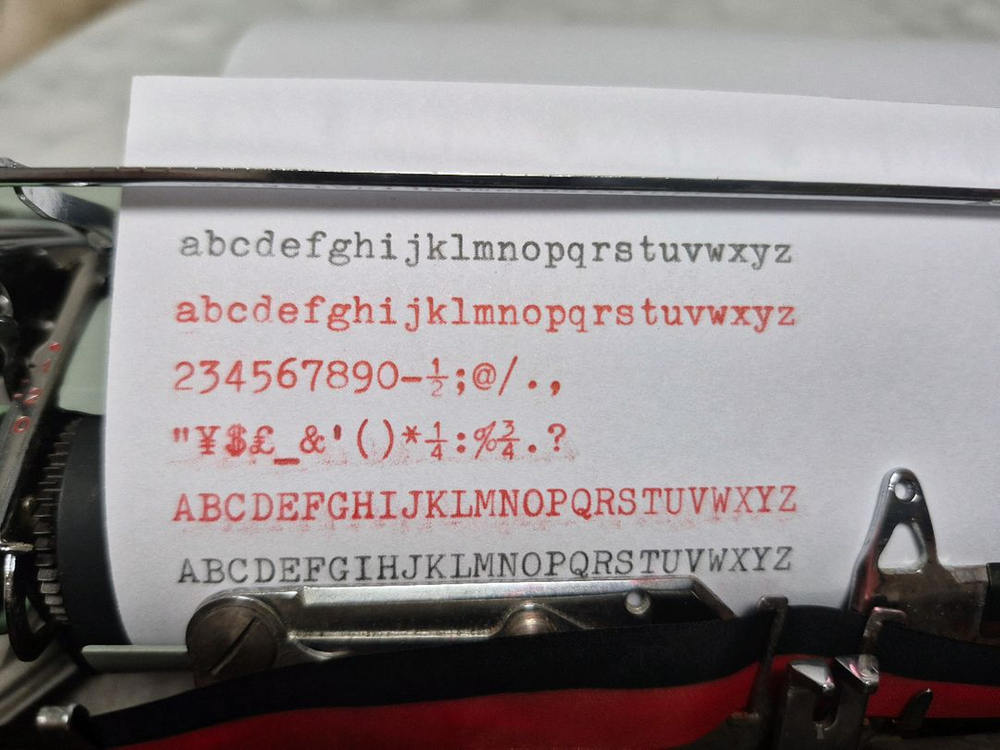 abcdefghijklmnopqrstuvwxyz
abcdefghijklmnopqrstuvwxyz
234567890-½;@/.,
"¥$£_&'()*¼:%¾.?
ABCDEFGHIJKLMNOPQRSTUVWXYZ
ABCDEFGIHJKLMNOPQRSTUVWXYZ